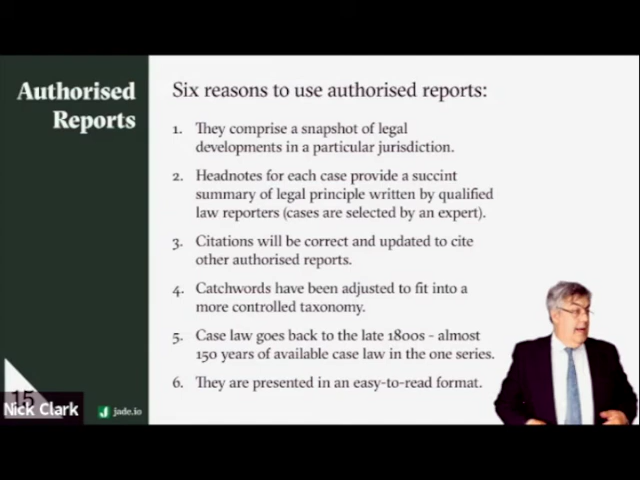 Authorised
Reports
Six reasons to use authorised reports:
1. They comprise a snapshot of legal
developments in a particular jurisdiction.
2. Headnotes for each case provide a succint
summary of legal principle written by qualified
law reporters (cases are selected by an expert).
3. Citations will be correct and updated to cite
other authorised reports.
4. Catchwords have been adjusted to fit into a
more controlled taxonomy.
5. Case law goes back to the late 1800s - almost
150 years of available case law in the one series.
6. They are presented in an easy-to-read format.
15
Nick Clark
jade.io